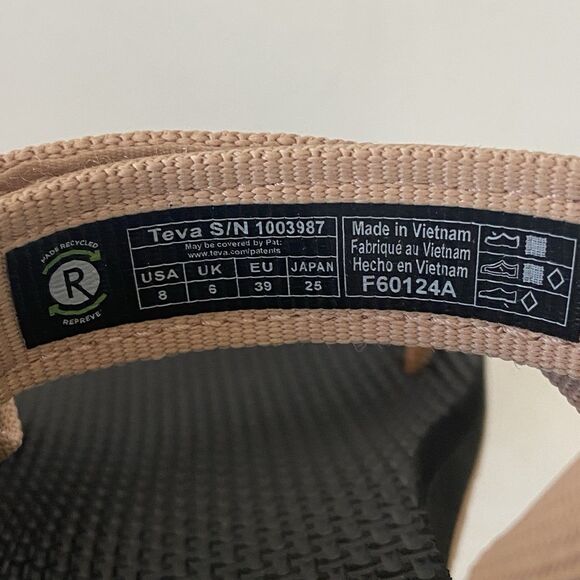 MADE RECYCLED
R
REPREVE
Teva S/N 1003987
May be covered by Pat:
www.teva.com/patents
USA UK EU JAPAN
8 6 39 25
Made in Vietnam
Fabriqué au Vietnam
Hecho en Vietnam
F60124A